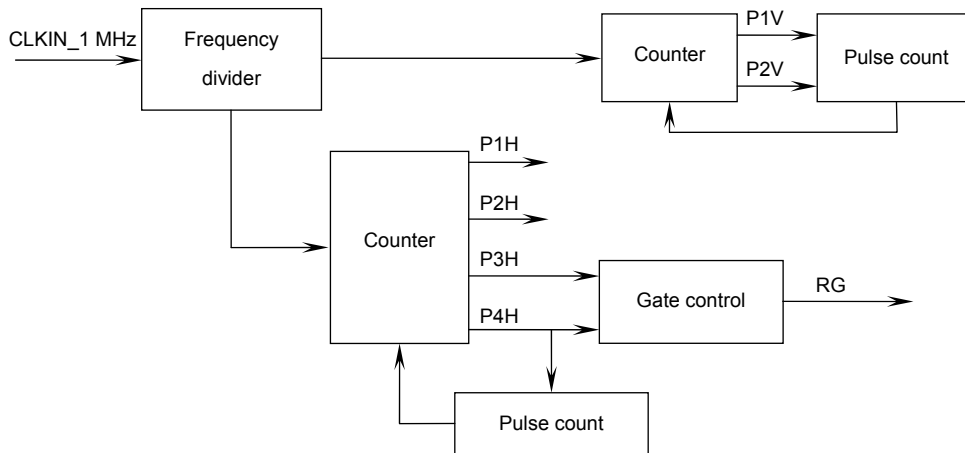 CLKIN_1 MHz
Frequency
divider
Counter
P1V
P2V
Pulse count
Counter
P1H
P2H
P3H
P4H
Gate control
RG
Pulse count